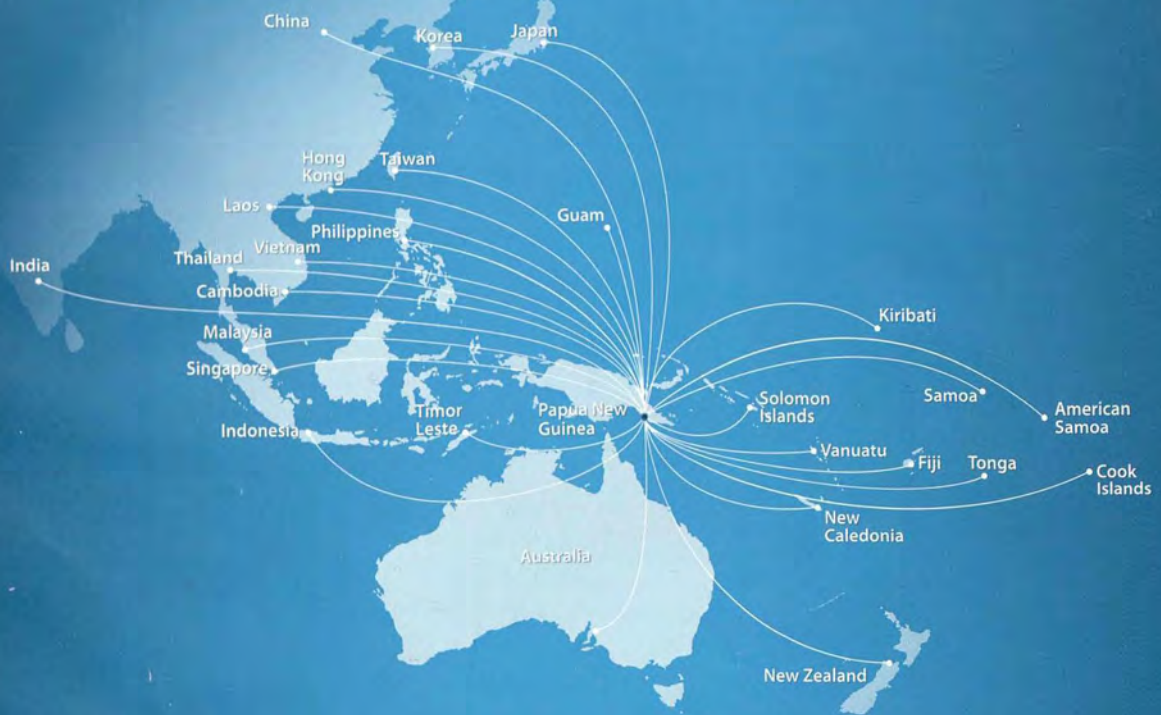 China
Korea
Japan
Hong
Kong
Taiwan
Laos
Guam
Philippines
Vietnam
Thailand
India
Cambodia
Kiribati
Malaysia
Singapore
Samoa
Solomon
Islands
American
Samoa
Timor
Leste
Papua New
Guinea
Indonesia
Vanuatu
Fiji
Tonga
Cook
Islands
New
Caledonia
Australia
New Zealand